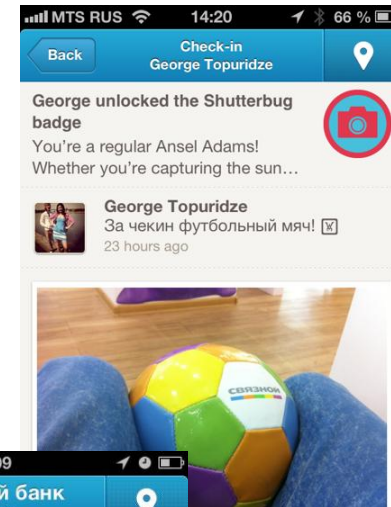 MTS RUS 14:20 66 %
Back
Check-in
George Topuridze
George unlocked the Shutterbug
badge
You're a regular Ansel Adams!
Whether you're capturing the sun…
George Topuridze
За чекин футбольный мяч!
23 hours ago
СВЯЗНОЙ
09
й банк